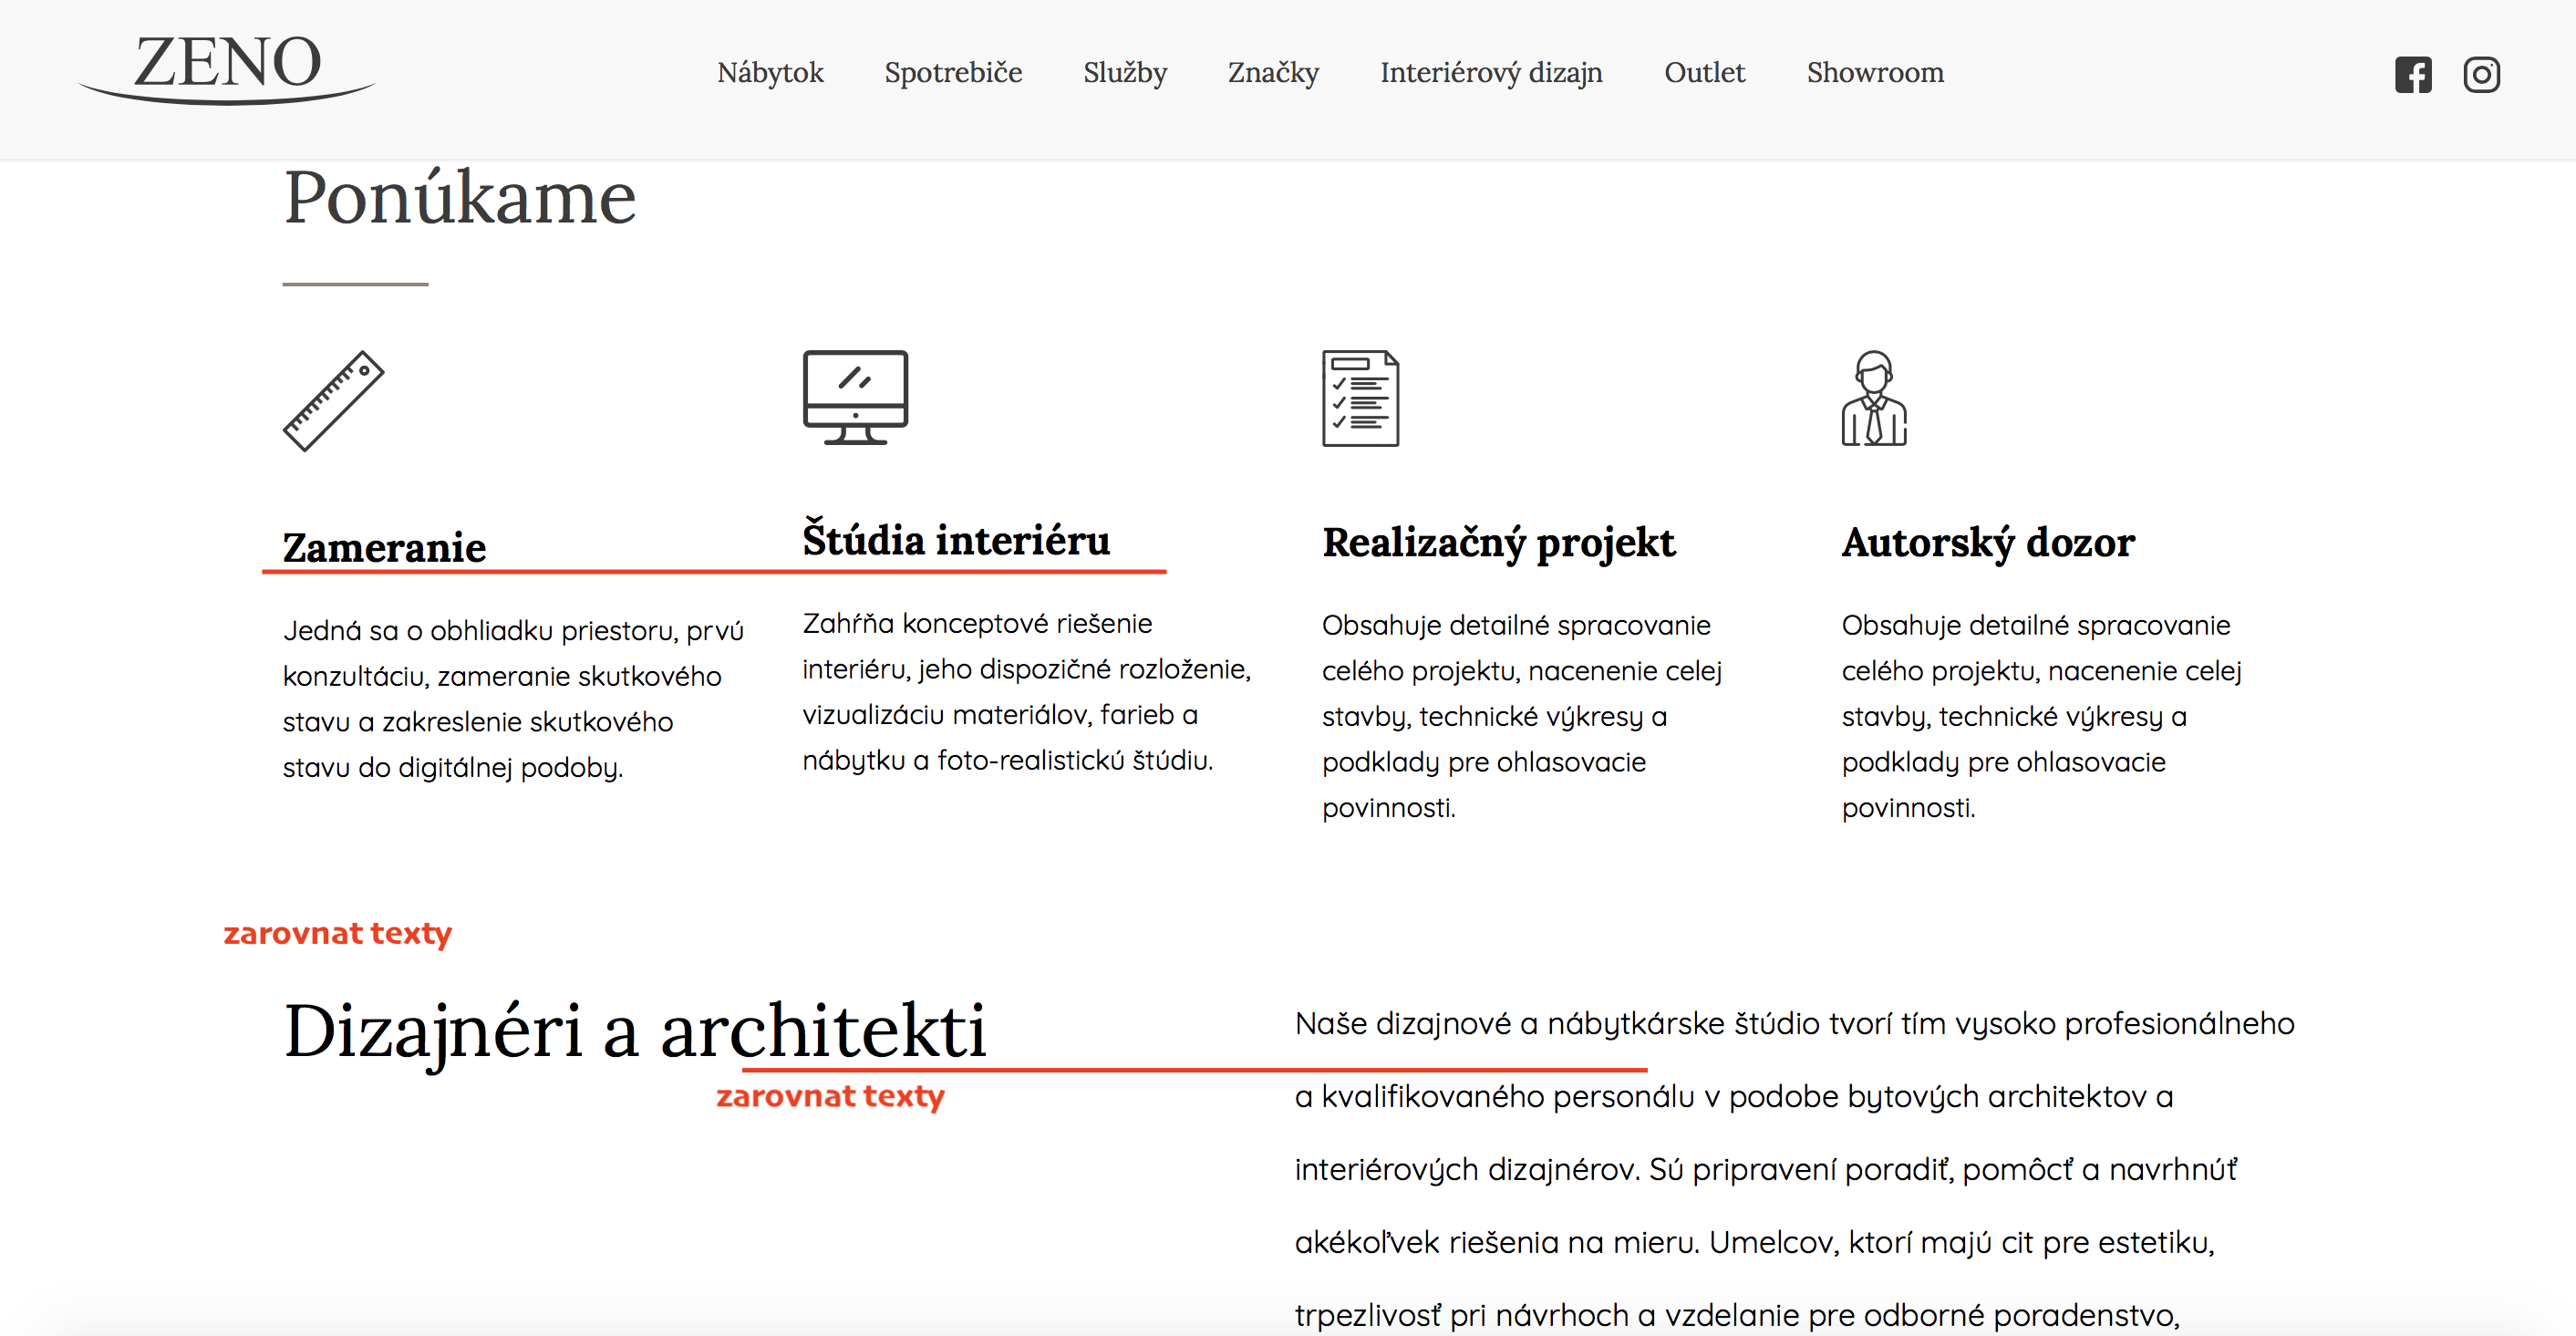 ZENO
Nábytok Spotrebiče Služby Značky Interiérový dizajn Outlet Showroom
Ponúkame
Zameranie
Jedná sa o obhliadku priestoru, prvú
konzultáciu, zameranie skutkového
stavu a zakreslenie skutkového
stavu do digitálnej podoby.
Štúdia interiéru
Zahŕňa konceptové riešenie
interiéru, jeho dispozičné rozloženie,
vizualizáciu materiálov, farieb a
nábytku a foto-realistickú štúdiu.
Realizačný projekt
Obsahuje detailné spracovanie
celého projektu, nacenenie celej
stavby, technické výkresy a
podklady pre ohlasovacie
povinnosti.
Autorský dozor
Obsahuje detailné spracovanie
celého projektu, nacenenie celej
stavby, technické výkresy a
podklady pre ohlasovacie
povinnosti.
zarovnat texty
Dizajnéri a architekti
zarovnat texty
Naše dizajnové a nábytkárske štúdio tvorí tím vysoko profesionálneho
a kvalifikovaného personálu v podobe bytových architektov a
interiérových dizajnérov. Sú pripravení poradiť, pomôcť a navrhnúť
akékoľvek riešenia na mieru. Umelcov, ktorí majú cit pre estetiku,
trpezlivosť pri návrhoch a vzdelanie pre odborné poradenstvo,